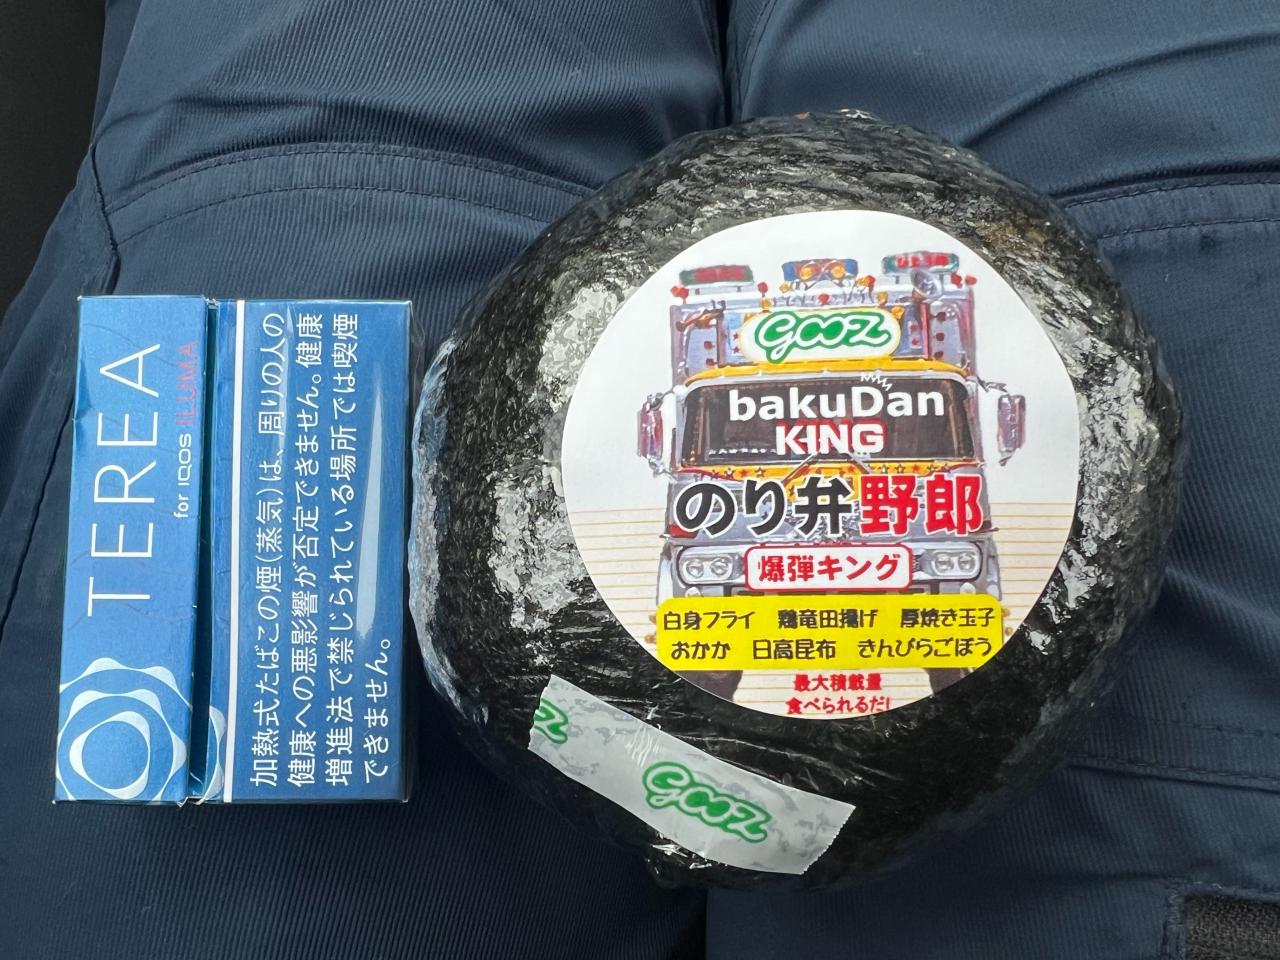 TEREA
for IQOS ILUMA
加熱式たばこの煙(蒸気)は、周りの人の
健康への悪影響が否定できません。健康
増進法で禁じられている場所では喫煙
できません。
GOOZ
bakuDan
KING
のり弁野郎
爆弾キング
白身フライ 鶏竜田揚げ 厚焼き玉子
おかか 日高昆布 きんぴらごぼう
最大積載量
食べられるだけ
GOOZ